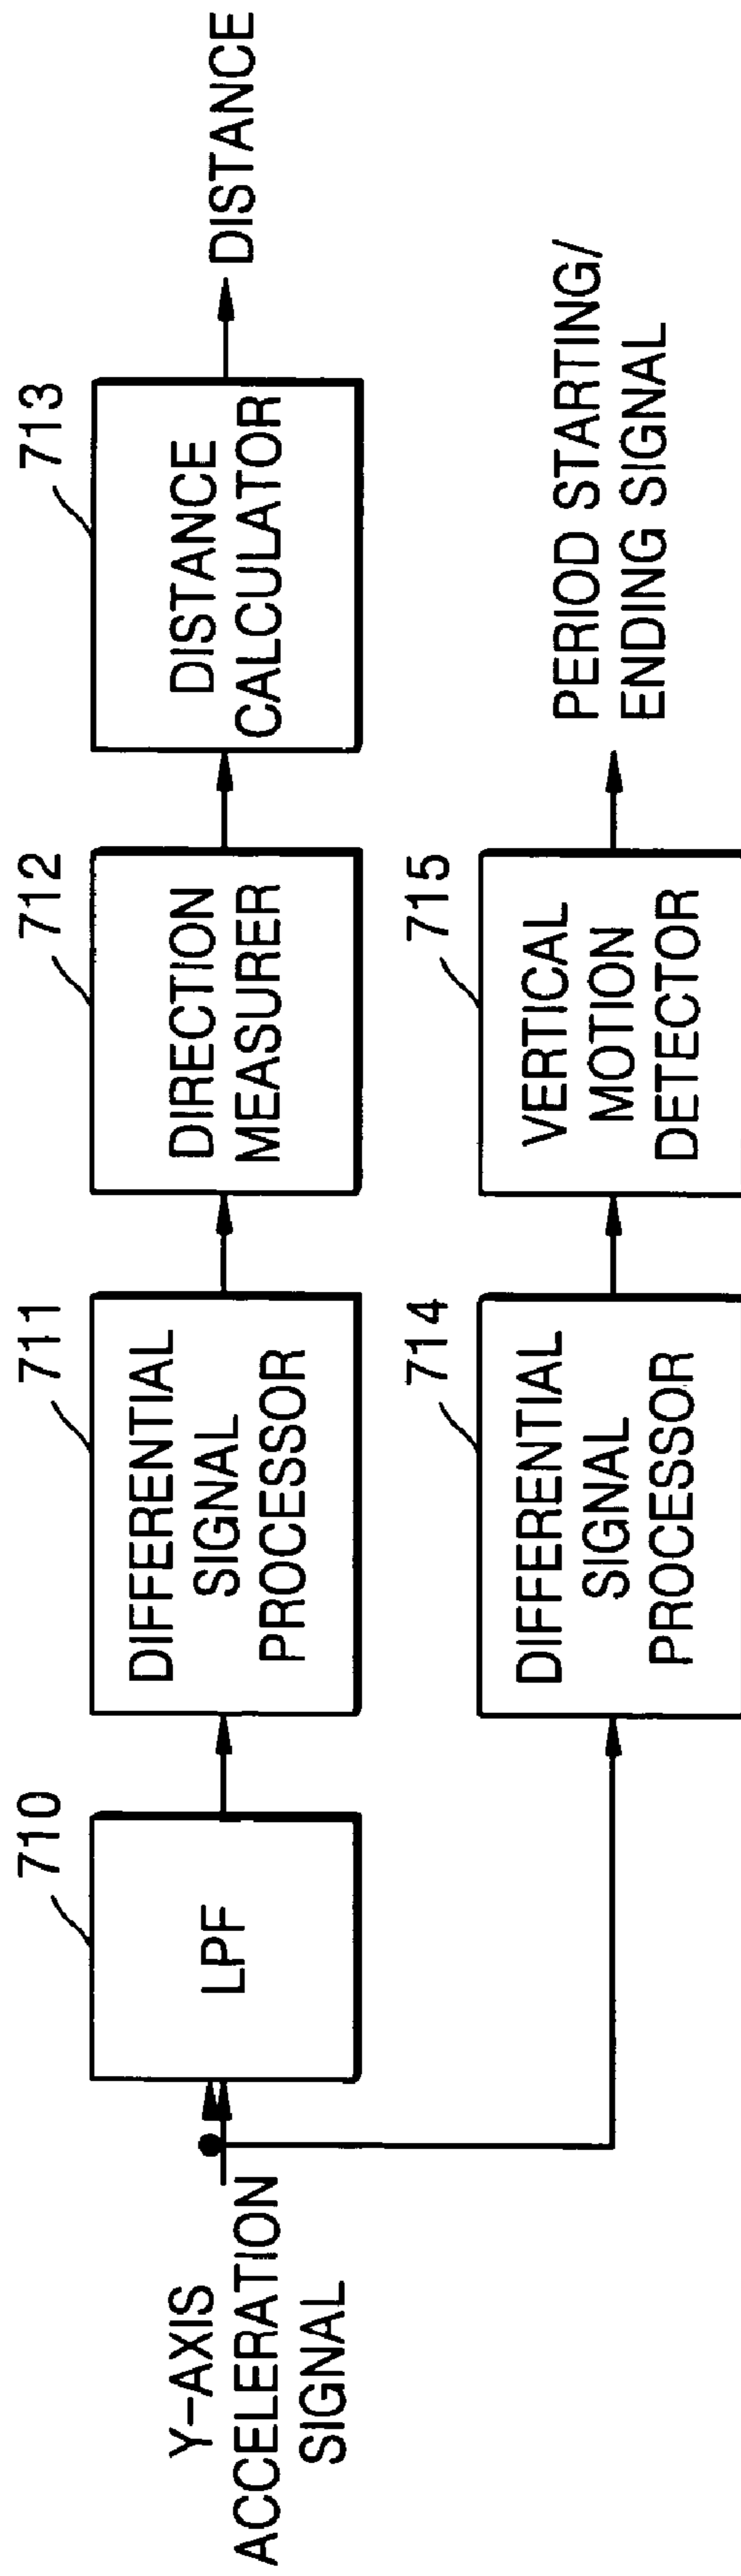 Y-AXIS
ACCELERATION
SIGNAL
710
LPF
711
DIFFERENTIAL
SIGNAL
PROCESSOR
712
DIRECTION
MEASURER
713
DISTANCE
CALCULATOR
DISTANCE
714
DIFFERENTIAL
SIGNAL
PROCESSOR
715
VERTICAL
MOTION
DETECTOR
PERIOD STARTING/
ENDING SIGNAL